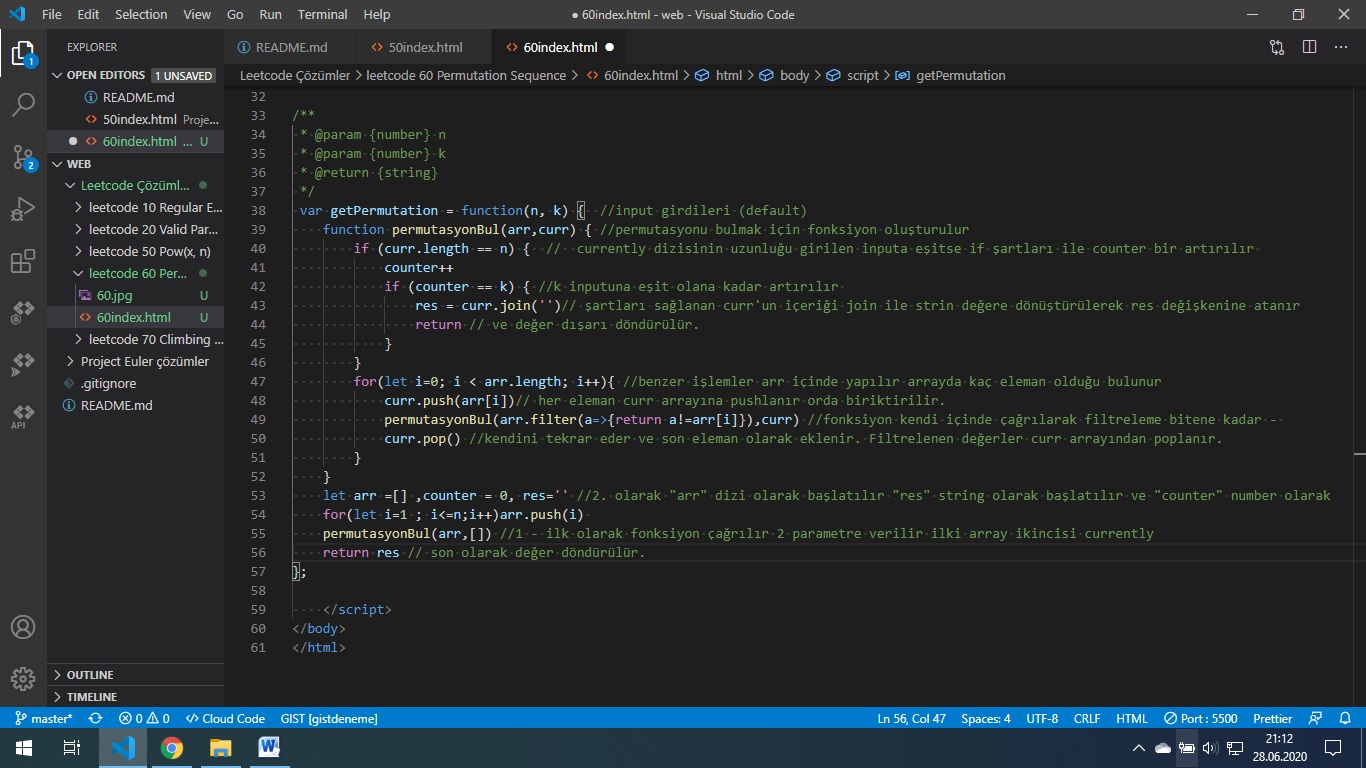 File Edit Selection View Go Run Terminal Help
● 60index.html - web - Visual Studio Code
EXPLORER
OPEN EDITORS 1 UNSAVED
README.md
50index.html Proje...
60index.html ... U
WEB
Leetcode Çözüml...
leetcode 10 Regular E...
leetcode 20 Valid Par...
leetcode 50 Pow(x, n)
leetcode 60 Per...
60.jpg U
60index.html U
leetcode 70 Climbing ...
Project Euler çözümler
.gitignore
README.md
OUTLINE
TIMELINE
1
2
API
README.md
50index.html
60index.html
Leetcode Çözümler > leetcode 60 Permutation Sequence > 60index.html > html > body > script > getPermutation
32
33 /**
34 * @param {number} n
35 * @param {number} k
36 * @return {string}
37 */
38 var getPermutation = function(n, k) { //input girdileri (default)
39 function permutasyonBul(arr,curr) { //permutasyonu bulmak için fonksiyon oluşturulur
40 if (curr.length == n) { // currently dizisinin uzunluğu girilen inputa eşitse if şartları ile counter bir artırılır
41 counter++
42 if (counter == k) { //k inputuna eşit olana kadar artırılır
43 res = curr.join('')// şartları sağlanan curr'un içeriği join ile strin değere dönüştürülerek res değişkenine atanır
44 return // ve değer dışarı döndürülür.
45 }
46 }
47 for(let i=0; i < arr.length; i++){ //benzer işlemler arr içinde yapılır arrayda kaç eleman olduğu bulunur
48 curr.push(arr[i])// her eleman curr arrayına pushlanır orda biriktirilir.
49 permutasyonBul(arr.filter(a=>{return a!=arr[i]}),curr) //fonksiyon kendi içinde çağrılarak filtreleme bitene kadar -
50 curr.pop() //kendini tekrar eder ve son eleman olarak eklenir. Filtrelenen değerler curr arrayından poplanır.
51 }
52 }
53 let arr =[] ,counter = 0, res='' //2. olarak "arr" dizi olarak başlatılır "res" string olarak başlatılır ve "counter" number olarak
54 for(let i=1 ; i<=n;i++)arr.push(i)
55 permutasyonBul(arr,[]) //1 - ilk olarak fonksiyon çağrılır 2 parametre verilir ilki array ikincisi currently
56 return res // son olarak değer döndürülür.
57 };
58
59 </script>
60 </body>
61 </html>
master* 0 0 Cloud Code GIST [gistdeneme]
Ln 56, Col 47 Spaces: 4 UTF-8 CRLF HTML Port : 5500 Prettier
21:12
28.06.2020